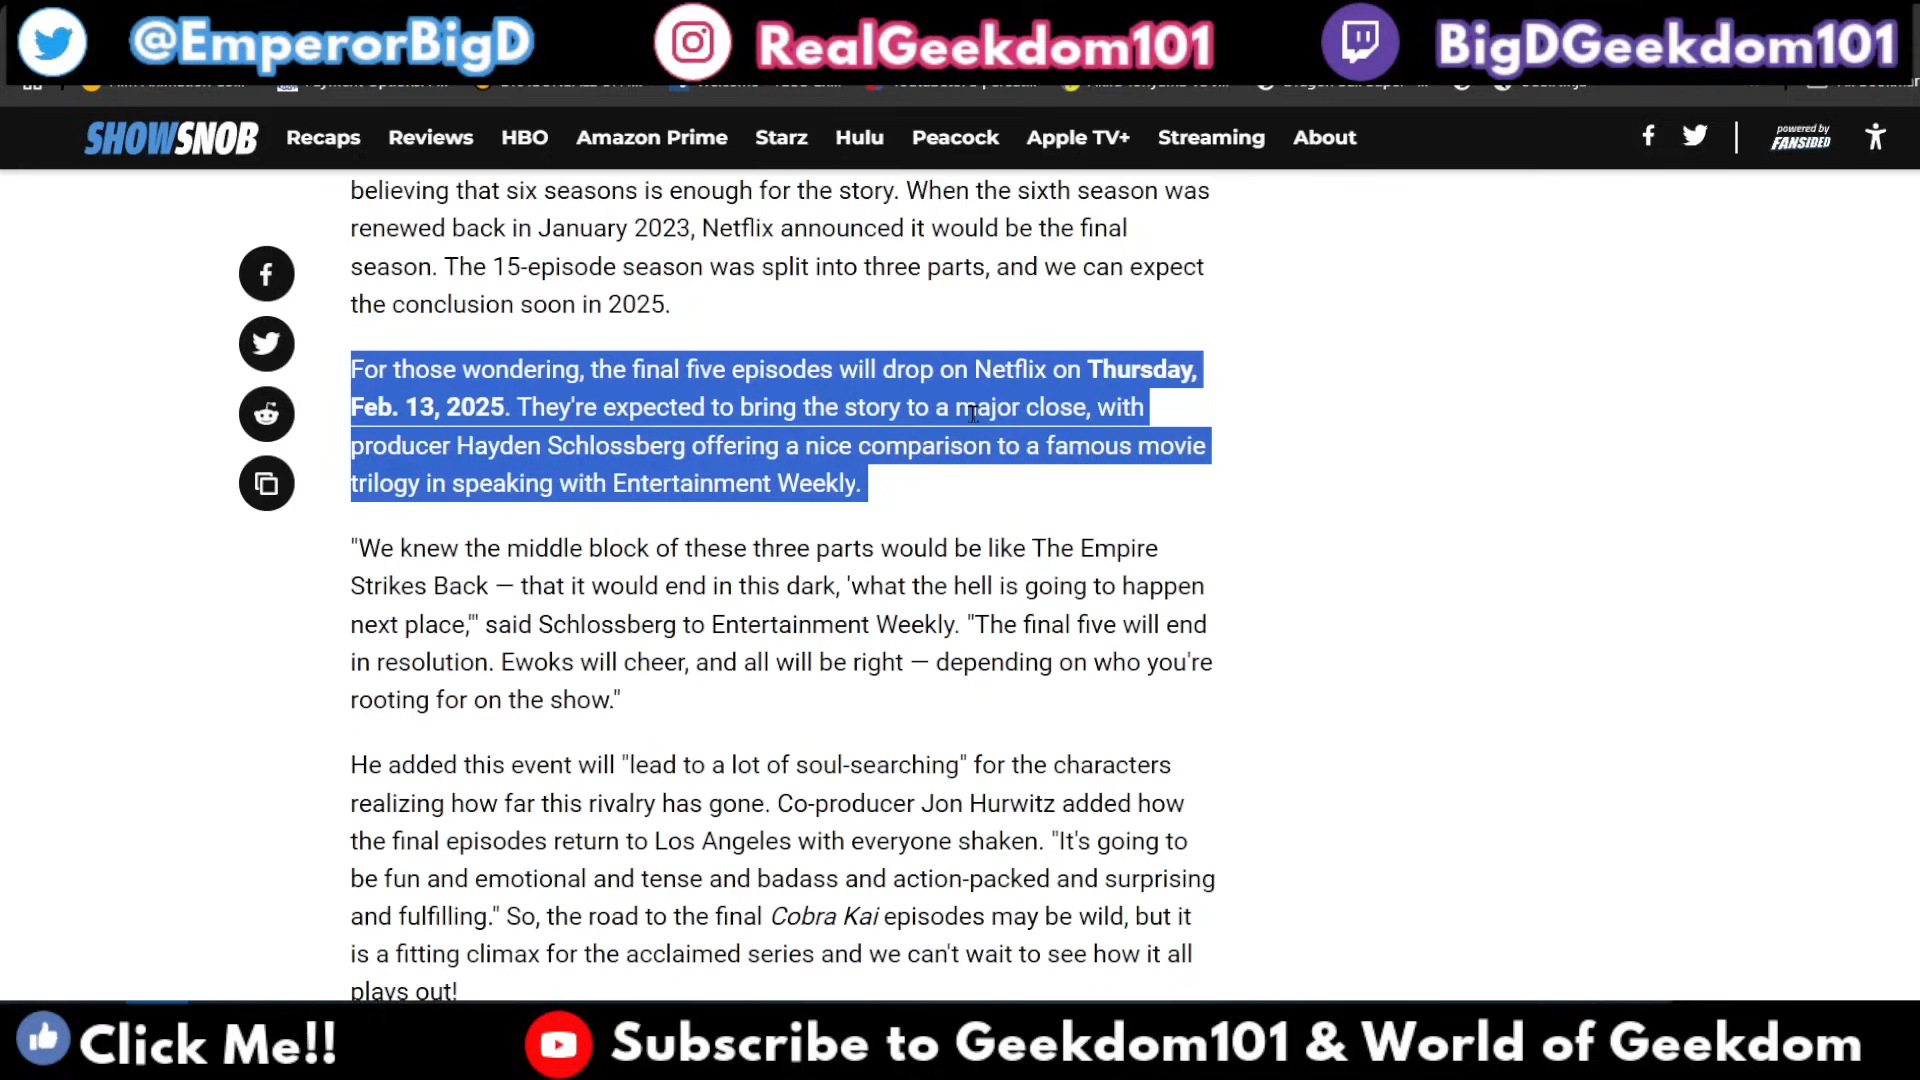 @EmperorBigD RealGeekdom101 BigDGeekdom101
SHOWSNOB Recaps Reviews HBO Amazon Prime Starz Hulu Peacock Apple TV+ Streaming About powered by FANSIDED
believing that six seasons is enough for the story. When the sixth season was
renewed back in January 2023, Netflix announced it would be the final
season. The 15-episode season was split into three parts, and we can expect
the conclusion soon in 2025.
For those wondering, the final five episodes will drop on Netflix on Thursday,
Feb. 13, 2025. They're expected to bring the story to a major close, with
producer Hayden Schlossberg offering a nice comparison to a famous movie
trilogy in speaking with Entertainment Weekly.
"We knew the middle block of these three parts would be like The Empire
Strikes Back — that it would end in this dark, 'what the hell is going to happen
next place,'" said Schlossberg to Entertainment Weekly. "The final five will end
in resolution. Ewoks will cheer, and all will be right — depending on who you're
rooting for on the show."
He added this event will "lead to a lot of soul-searching" for the characters
realizing how far this rivalry has gone. Co-producer Jon Hurwitz added how
the final episodes return to Los Angeles with everyone shaken. "It's going to
be fun and emotional and tense and badass and action-packed and surprising
and fulfilling." So, the road to the final Cobra Kai episodes may be wild, but it
is a fitting climax for the acclaimed series and we can't wait to see how it all
plays out!
Click Me!! Subscribe to Geekdom101 & World of Geekdom